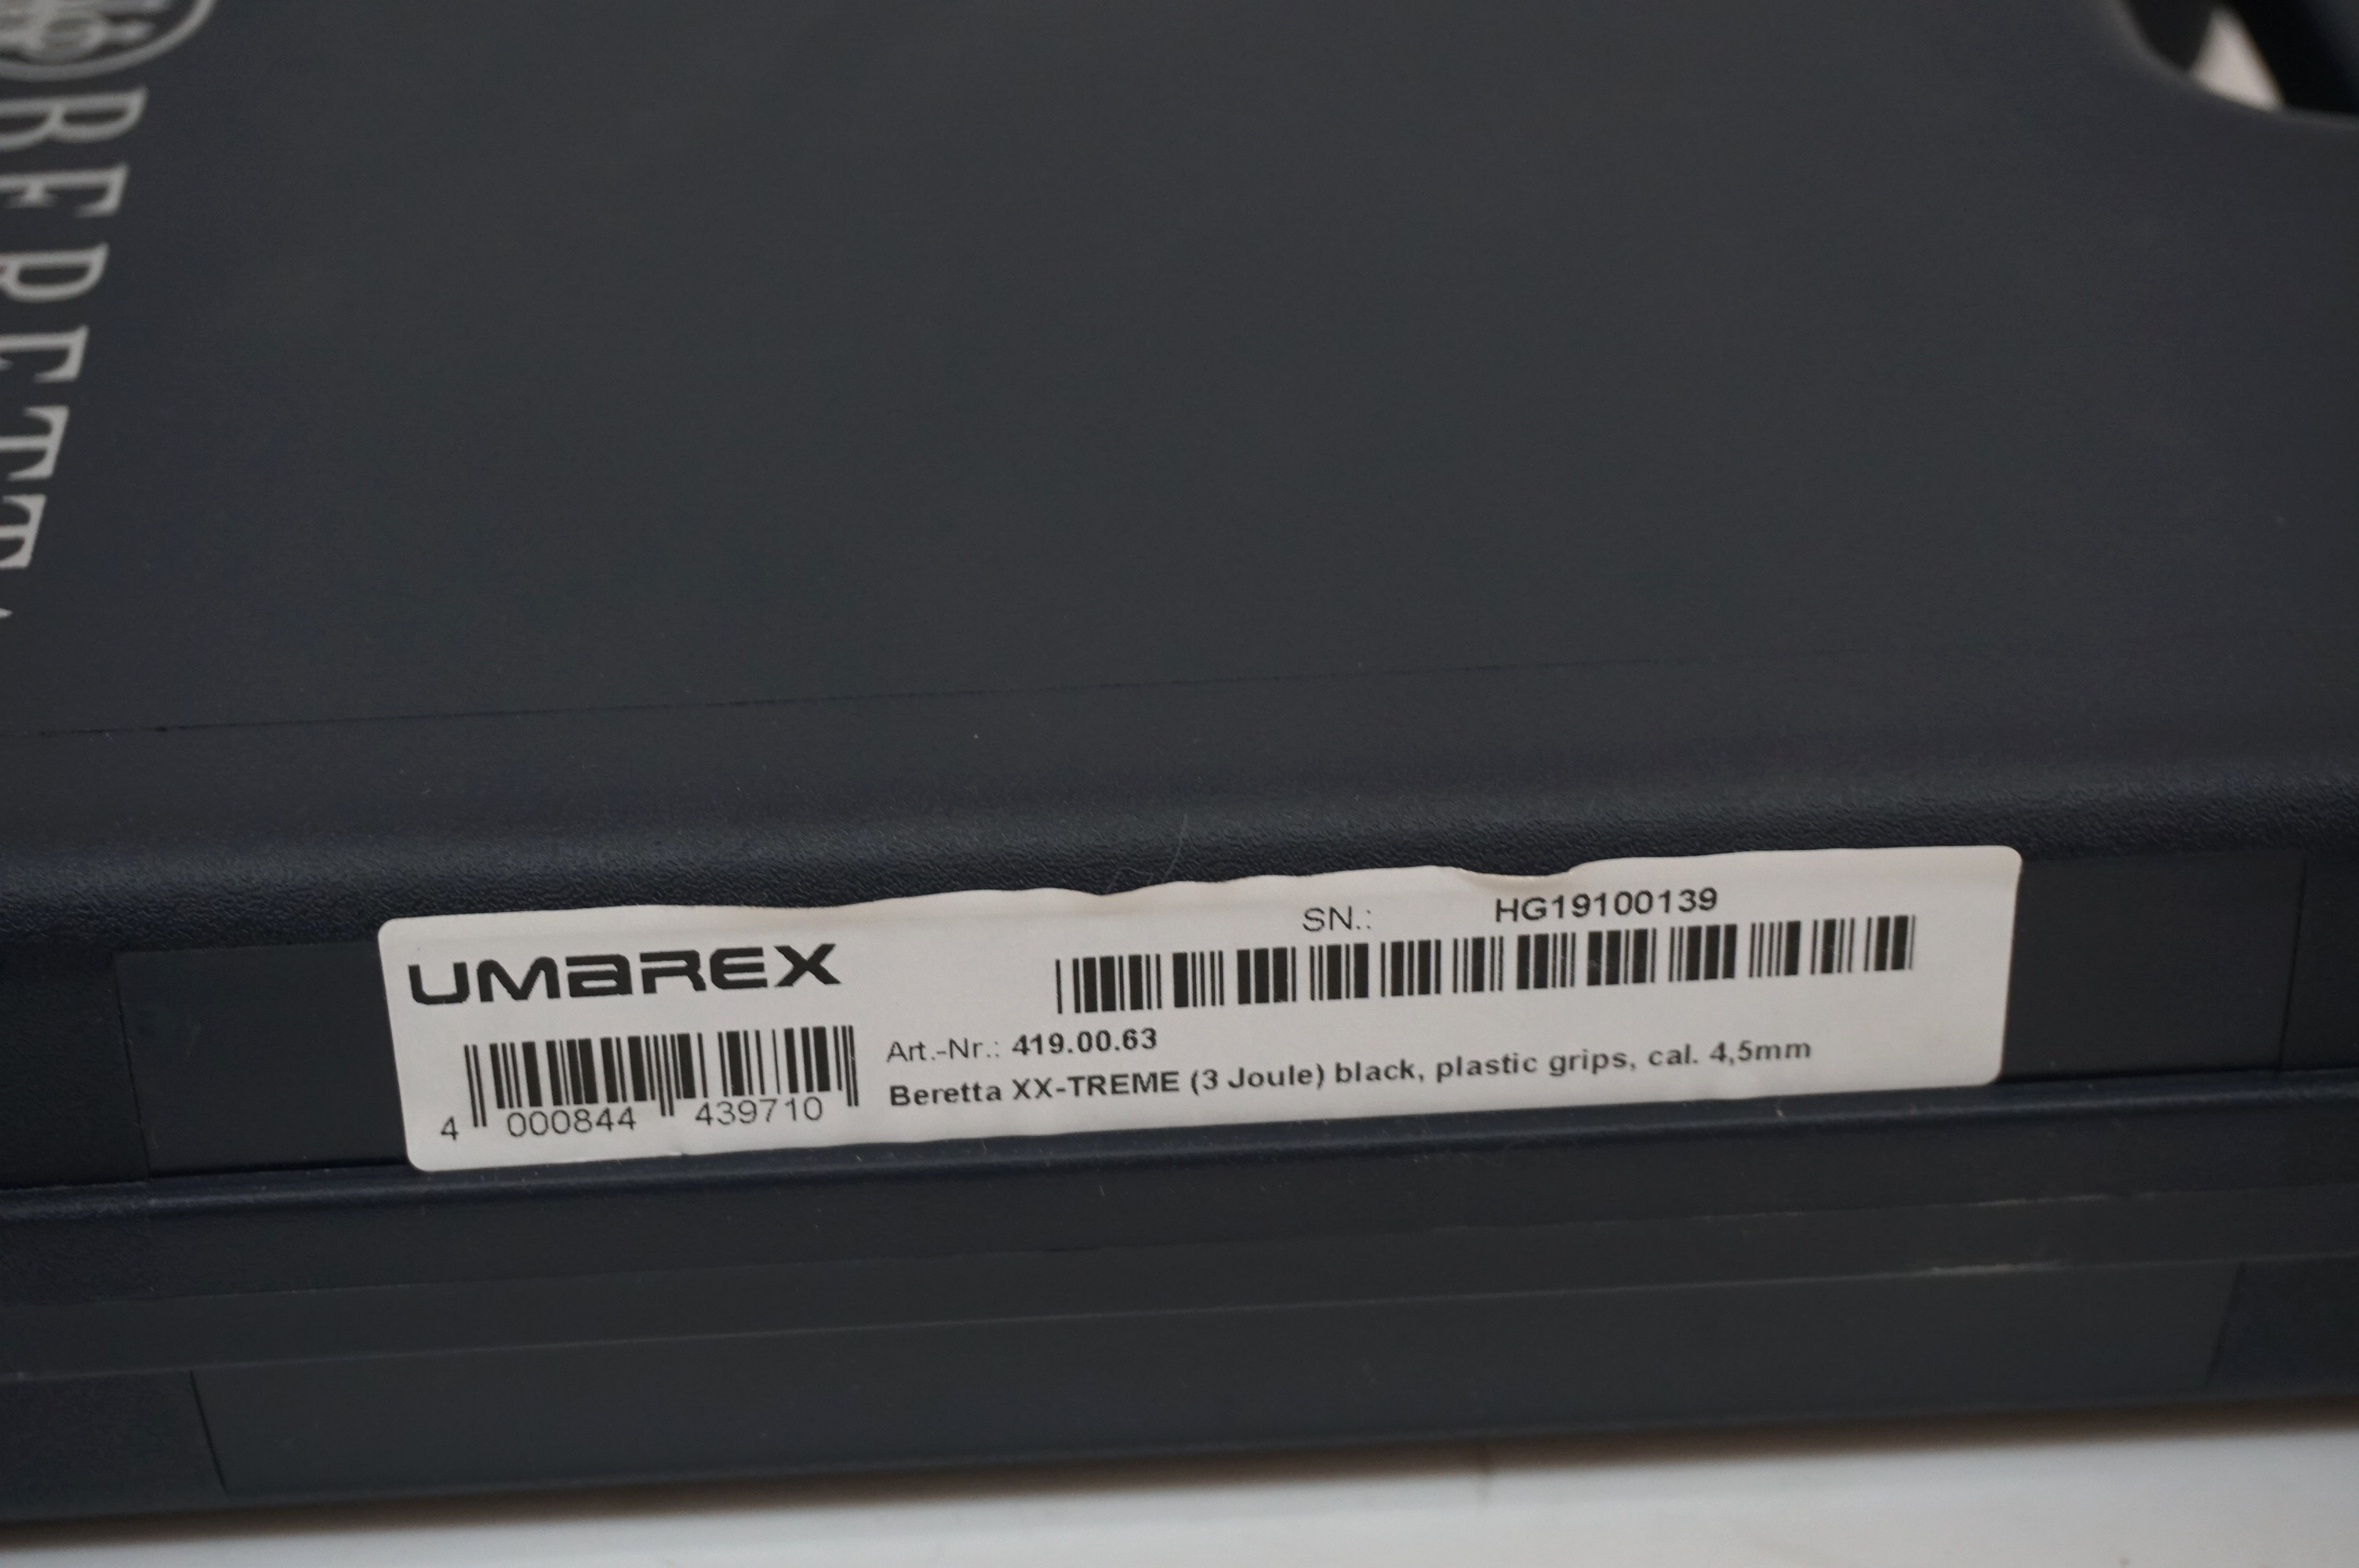 BERETTA
UMAREX
SN.: HG19100139
Art.-Nr.: 419.00.63
Beretta XX-TREME (3 Joule) black, plastic grips, cal. 4,5mm
4 000844 439710